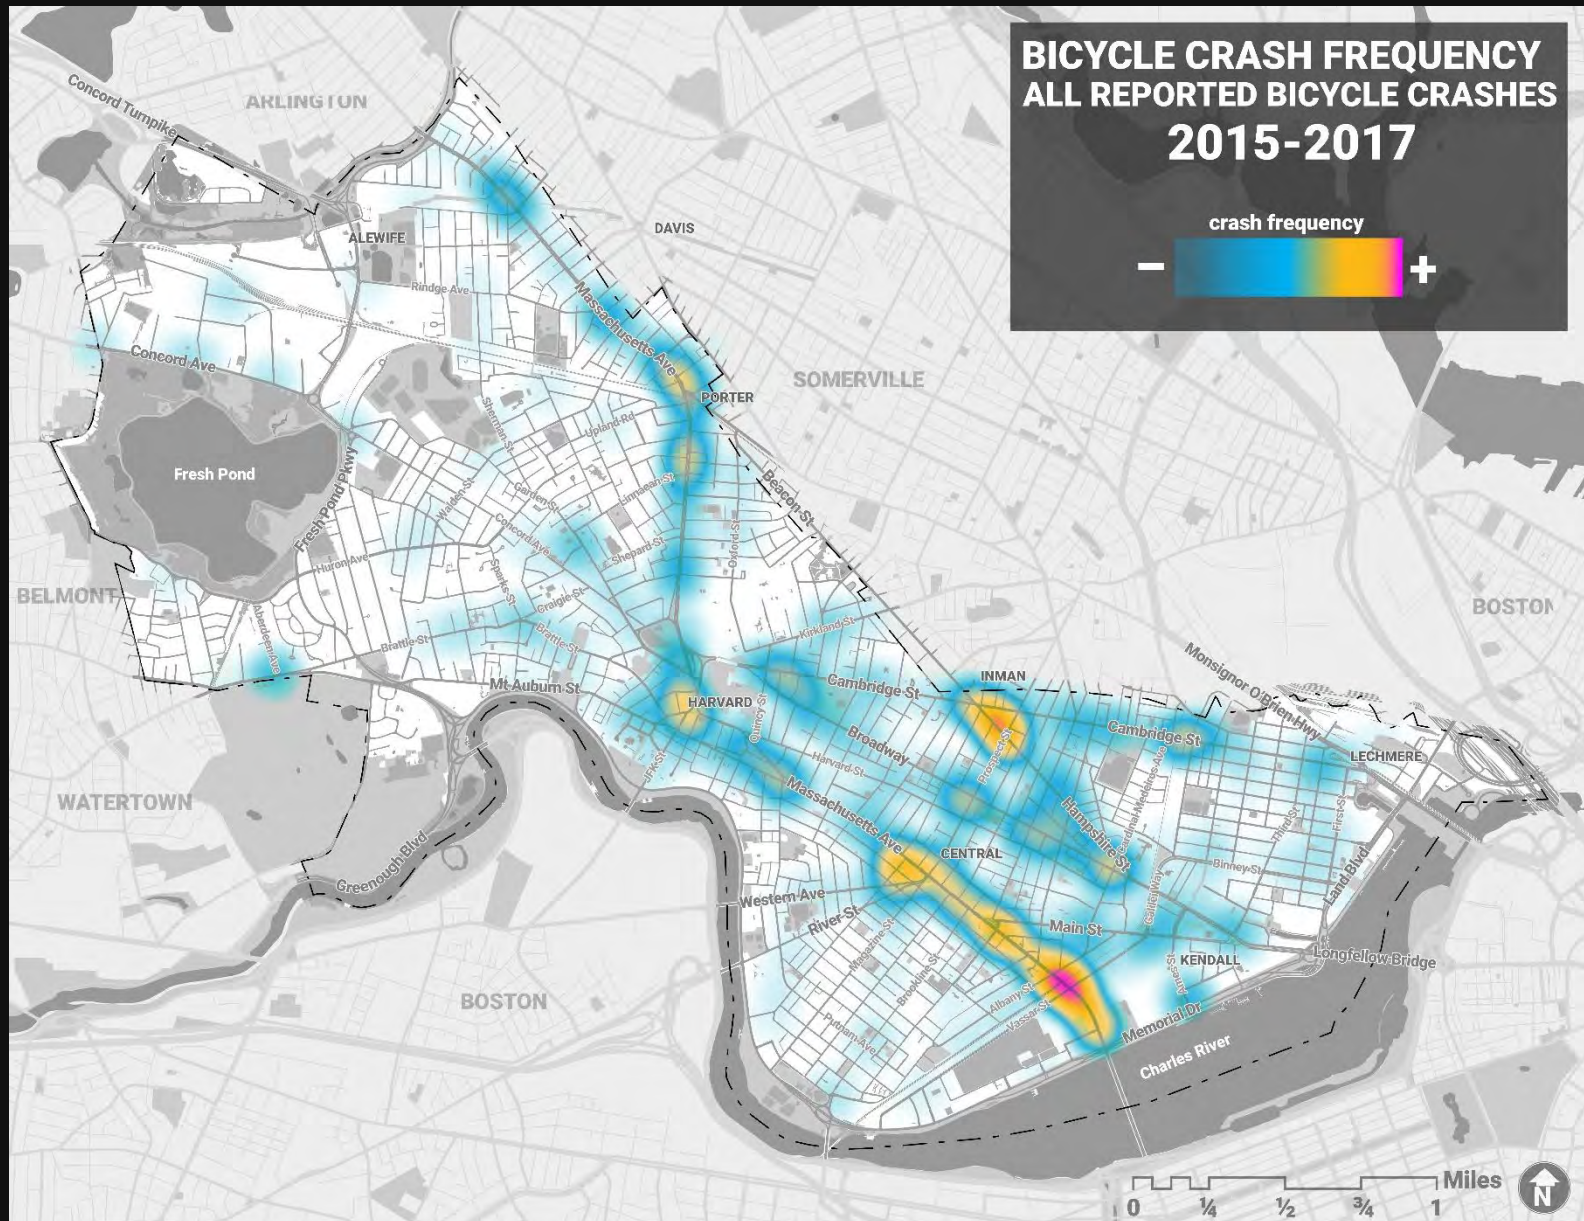 BICYCLE CRASH FREQUENCY
ALL REPORTED BICYCLE CRASHES
2015-2017
crash frequency
− +
Concord Turnpike
ARLINGTON
DAVIS
ALEWIFE
Rindge Ave
Massachusetts Ave
Concord Ave
SOMERVILLE
PORTER
Sherman St
Upland Rd
Fresh Pond
Fresh Pond Pkwy
Walden St
Garden St
Linnaean St
Beacon St
Concord Ave
Shepard St
Oxford St
Huron Ave
BELMONT
Sparks St
Craigie St
BOSTON
Aberdeen Ave
Brattle St
Brattle St
Kirkland St
Monsignor O'Brien Hwy
INMAN
Mt Auburn St
Cambridge St
HARVARD
Quincy St
Cambridge St
Broadway
Prospect St
LECHMERE
JFK St
Harvard St
WATERTOWN
Massachusetts Ave
Hampshire St
Cardinal Medeiros Ave
Third St
First St
CENTRAL
Binney St
Land Blvd
Greenough Blvd
Western Ave
River St
Main St
Galileo Way
Magazine St
KENDALL
Longfellow Bridge
Brookline St
Ames St
BOSTON
Albany St
Vassar St
Memorial Dr
Putnam Ave
Charles River
Miles
0 ¼ ½ ¾ 1
N